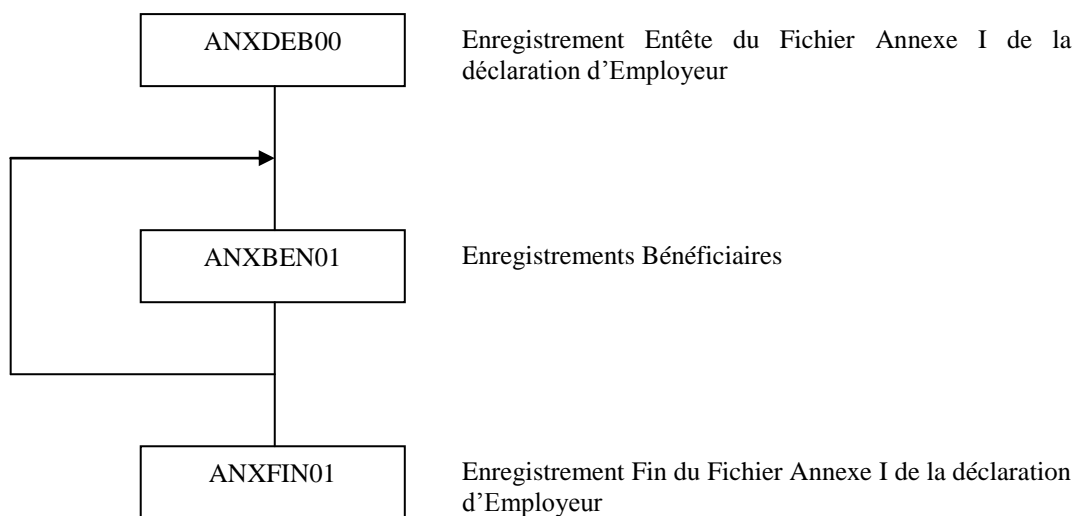 ANXDEB00
Enregistrement Entête du Fichier Annexe I de la
déclaration d’Employeur
ANXBEN01
Enregistrements Bénéficiaires
ANXFIN01
Enregistrement Fin du Fichier Annexe I de la déclaration
d’Employeur